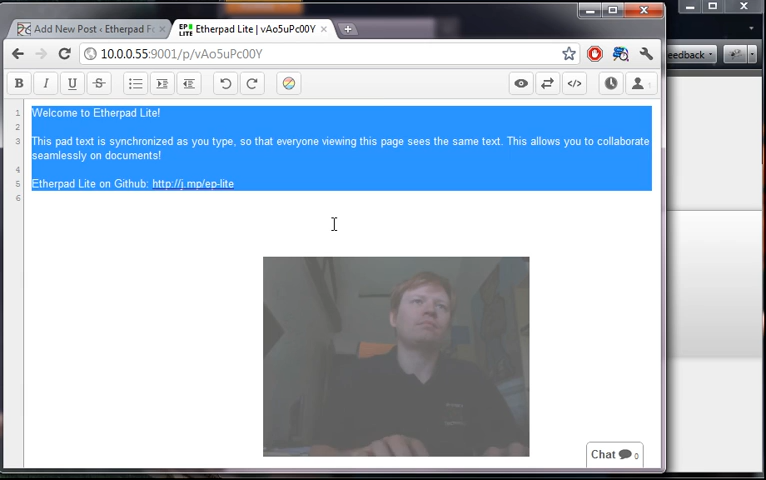 Add New Post ‹ Etherpad F
EP LITE Etherpad Lite | vAo5uPc00Y
10.0.0.55:9001/p/vAo5uPc00Y
eedback
B I U S
1 Welcome to Etherpad Lite!
2
3 This pad text is synchronized as you type, so that everyone viewing this page sees the same text. This allows you to collaborate
seamlessly on documents!
4
5 Etherpad Lite on Github: http://j.mp/ep-lite
6
Chat 0